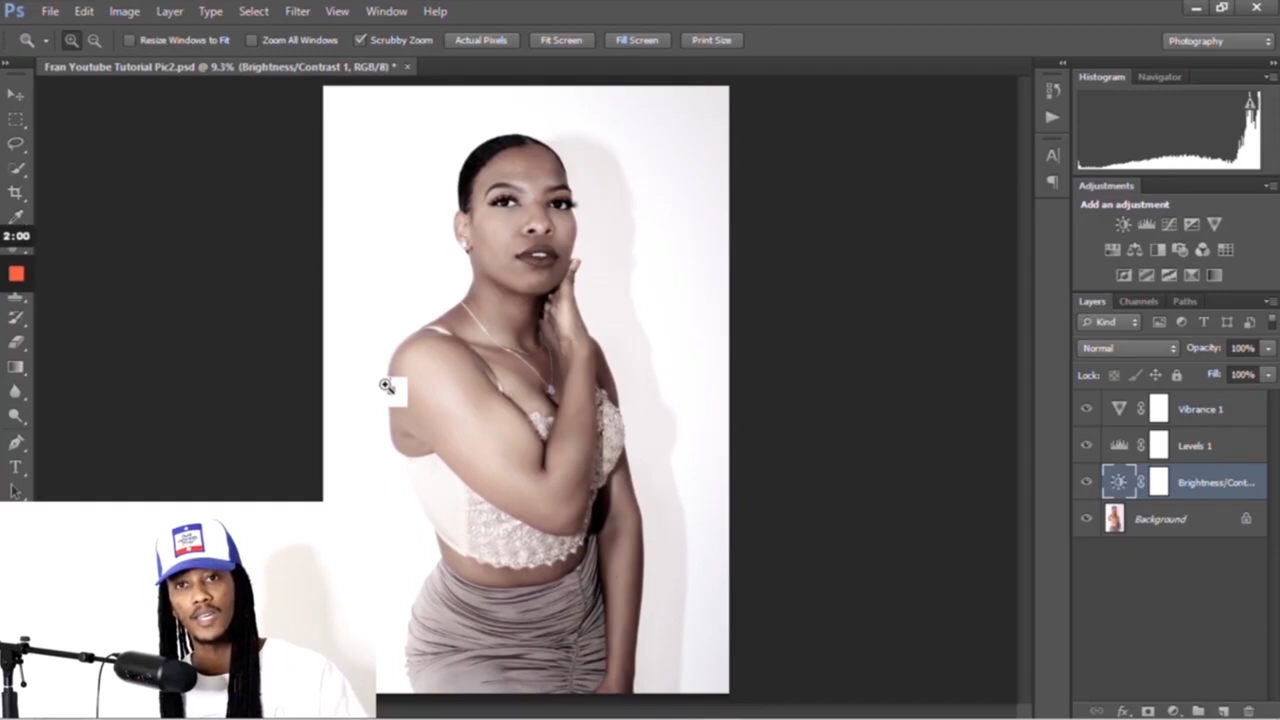 Ps File Edit Image Layer Type Select Filter View Window Help
Resize Windows to Fit Zoom All Windows Scrubby Zoom Actual Pixels Fit Screen Fill Screen Print Size Photography
Fran Youtube Tutorial Pic2.psd @ 9.3% (Brightness/Contrast 1, RGB/8) * ×
Histogram Navigator
Adjustments
Add an adjustment
2:00
Layers Channels Paths
Kind
Normal Opacity: 100%
Lock: Fill: 100%
Vibrance 1
Levels 1
Brightness/Cont...
Background